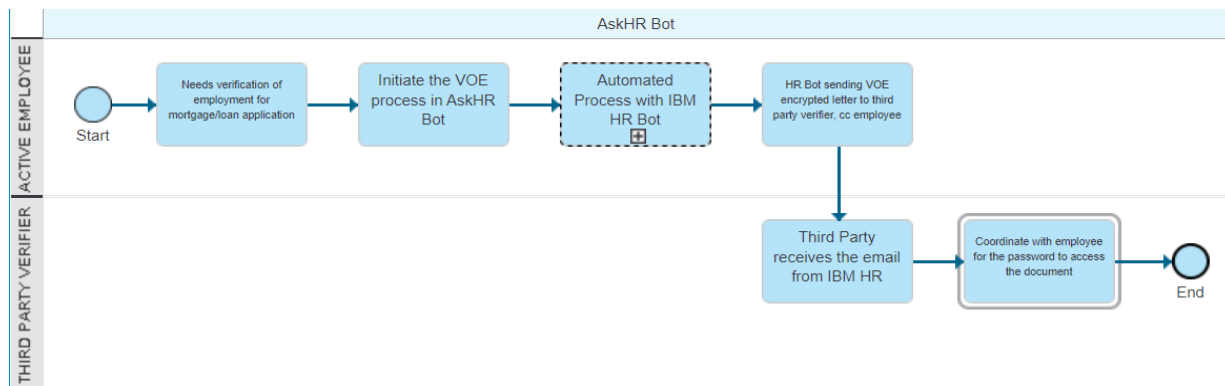 AskHR Bot
ACTIVE EMPLOYEE
Start
Needs verification of
employment for
mortgage/loan application
Initiate the VOE
process in AskHR
Bot
Automated
Process with IBM
HR Bot
HR Bot sending VOE
encrypted letter to third
party verifier, cc employee
THIRD PARTY VERIFIER
Third Party
receives the email
from IBM HR
Coordinate with employee
for the password to access
the document
End